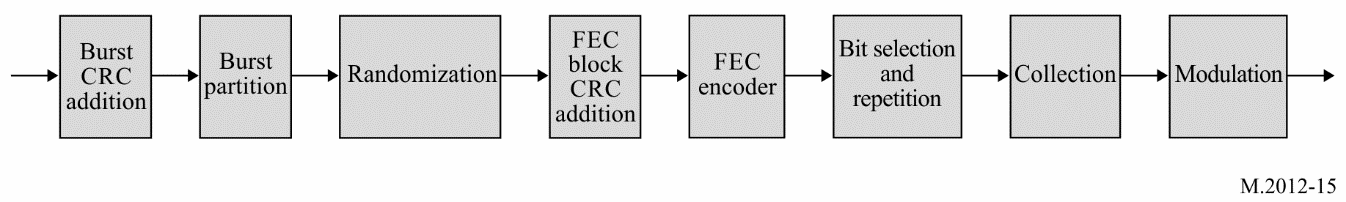 Burst
CRC
addition
Burst
partition
Randomization
FEC
block
CRC
addition
FEC
encoder
Bit selection
and
repetition
Collection
Modulation
M.2012-15